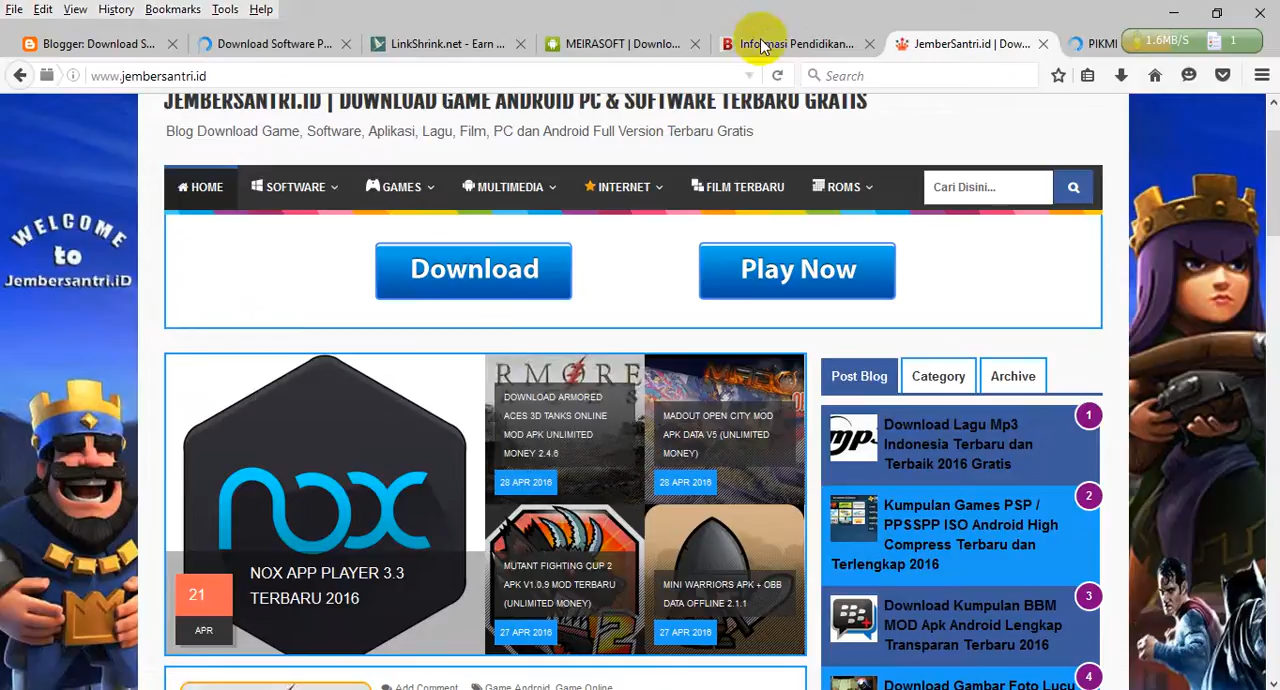 File Edit View History Bookmarks Tools Help
Blogger: Download S...
Download Software P...
LinkShrink.net - Earn ...
MEIRASOFT | Downlo...
Informasi Pendidikan...
JemberSantri.id | Dow...
PIKMI
1.6MB/S
1
www.jembersantri.id
Search
JEMBERSANTRI.ID | DOWNLOAD GAME ANDROID PC & SOFTWARE TERBARU GRATIS
Blog Download Game, Software, Aplikasi, Lagu, Film, PC dan Android Full Version Terbaru Gratis
HOME SOFTWARE GAMES MULTIMEDIA INTERNET FILM TERBARU ROMS
Cari Disini...
WELCOME
to
Jembersantri.iD
Download
Play Now
nox
21
APR
NOX APP PLAYER 3.3
TERBARU 2016
RMORE
DOWNLOAD ARMORED
ACES 3D TANKS ONLINE
MOD APK UNLIMITED
MONEY 2.4.6
28 APR 2016
MADOUT OPEN CITY MOD
APK DATA V5 (UNLIMITED
MONEY)
28 APR 2016
MUTANT FIGHTING CUP 2
APK V1.0.9 MOD TERBARU
(UNLIMITED MONEY)
27 APR 2016
MINI WARRIORS APK + OBB
DATA OFFLINE 2.1.1
27 APR 2016
Post Blog
Category
Archive
Download Lagu Mp3
Indonesia Terbaru dan
Terbaik 2016 Gratis
1
Kumpulan Games PSP /
PPSSPP ISO Android High
Compress Terbaru dan
Terlengkap 2016
2
Download Kumpulan BBM
MOD Apk Android Lengkap
Transparan Terbaru 2016
3
Download Gambar Foto Lucu
4
Add Comment
Game Android, Game Online